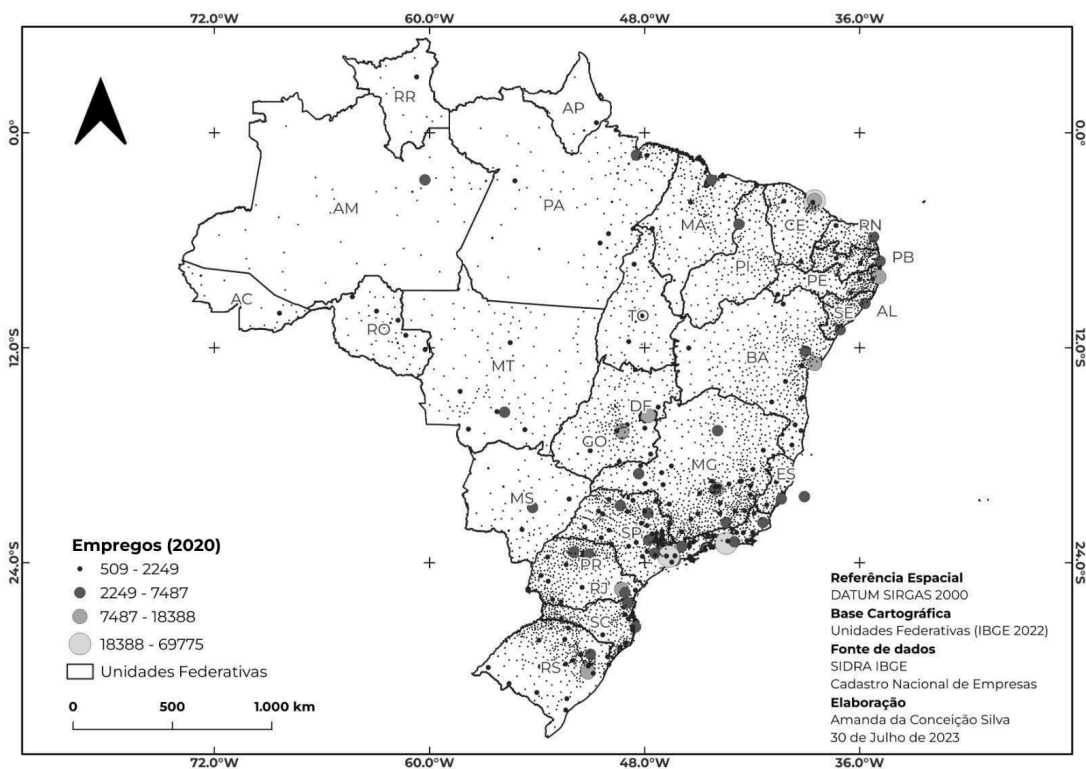 72.0°W 60.0°W 48.0°W 36.0°W
0.0° 0.0°
12.0°S 12.0°S
24.0°S 24.0°S
RR
AP
AM
PA
MA
CE
RN
PB
PI
PE
AC
TO
SE
AL
RO
BA
MT
DF
GO
MG
ES
MS
SP
PR
RJ
SC
RS
Empregos (2020)
509 - 2249
2249 - 7487
7487 - 18388
18388 - 69775
Unidades Federativas
0 500 1.000 km
Referência Espacial
DATUM SIRGAS 2000
Base Cartográfica
Unidades Federativas (IBGE 2022)
Fonte de dados
SIDRA IBGE
Cadastro Nacional de Empresas
Elaboração
Amanda da Conceição Silva
30 de Julho de 2023
72.0°W 60.0°W 48.0°W 36.0°W